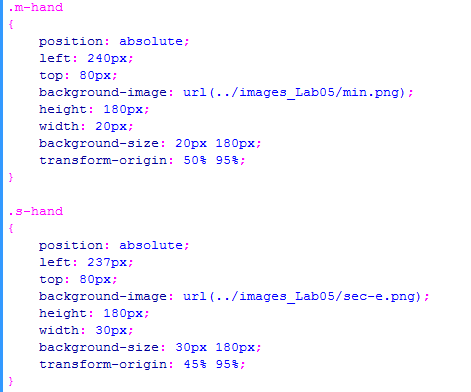 .m-hand
{
    position: absolute;
    left: 240px;
    top: 80px;
    background-image: url(../images_Lab05/min.png);
    height: 180px;
    width: 20px;
    background-size: 20px 180px;
    transform-origin: 50% 95%;
}

.s-hand
{
    position: absolute;
    left: 237px;
    top: 80px;
    background-image: url(../images_Lab05/sec-e.png);
    height: 180px;
    width: 30px;
    background-size: 30px 180px;
    transform-origin: 45% 95%;
}